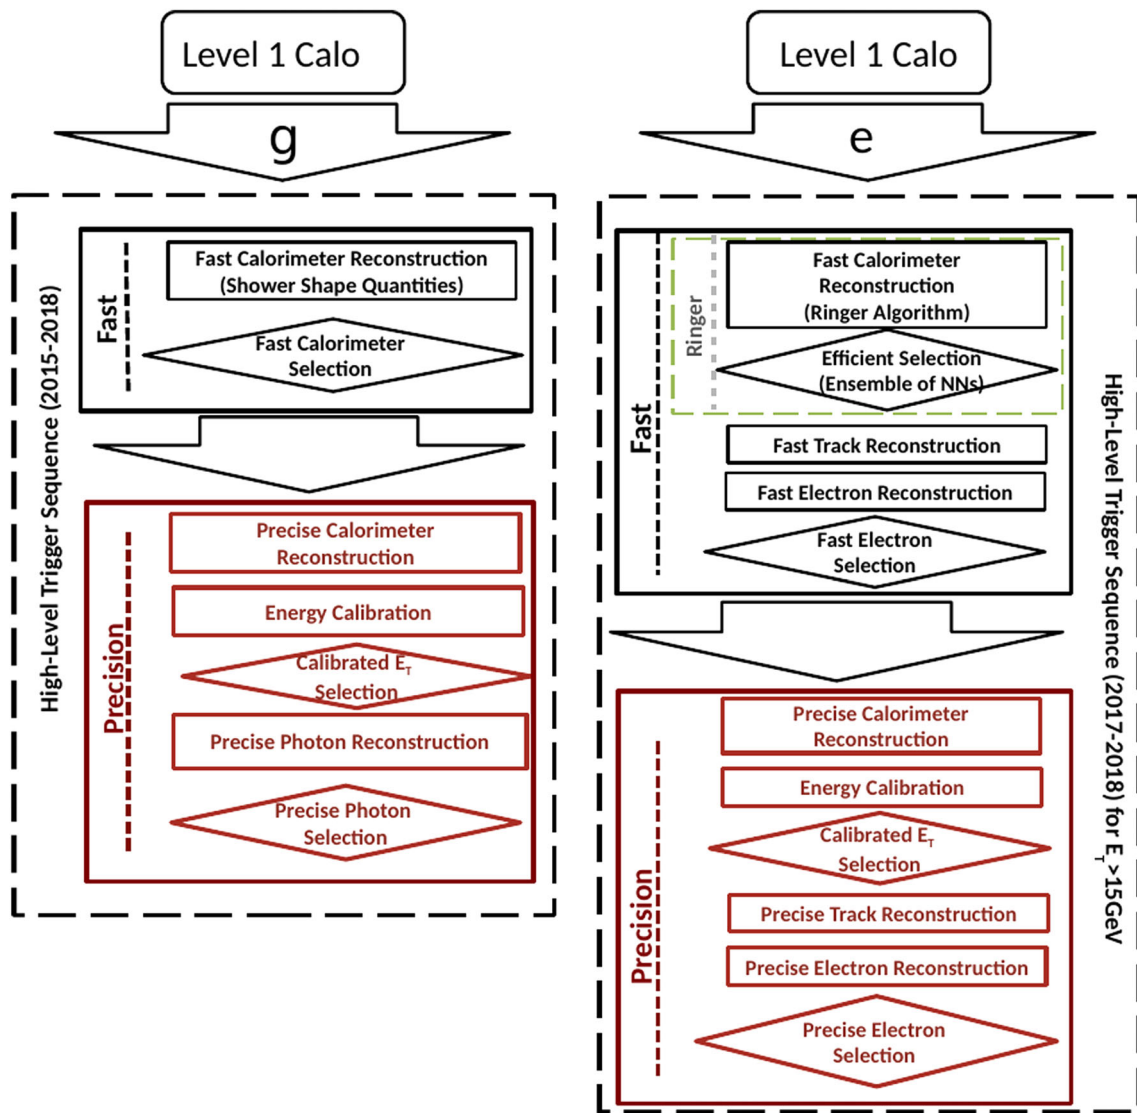 Level 1 Calo
g
High-Level Trigger Sequence (2015-2018)
Fast
Fast Calorimeter Reconstruction
(Shower Shape Quantities)
Fast Calorimeter
Selection
Precision
Precise Calorimeter
Reconstruction
Energy Calibration
Calibrated ET
Selection
Precise Photon Reconstruction
Precise Photon
Selection
Level 1 Calo
e
High-Level Trigger Sequence (2017-2018) for ET>15GeV
Fast
Ringer
Fast Calorimeter
Reconstruction
(Ringer Algorithm)
Efficient Selection
(Ensemble of NNs)
Fast Track Reconstruction
Fast Electron Reconstruction
Fast Electron
Selection
Precision
Precise Calorimeter
Reconstruction
Energy Calibration
Calibrated ET
Selection
Precise Track Reconstruction
Precise Electron Reconstruction
Precise Electron
Selection